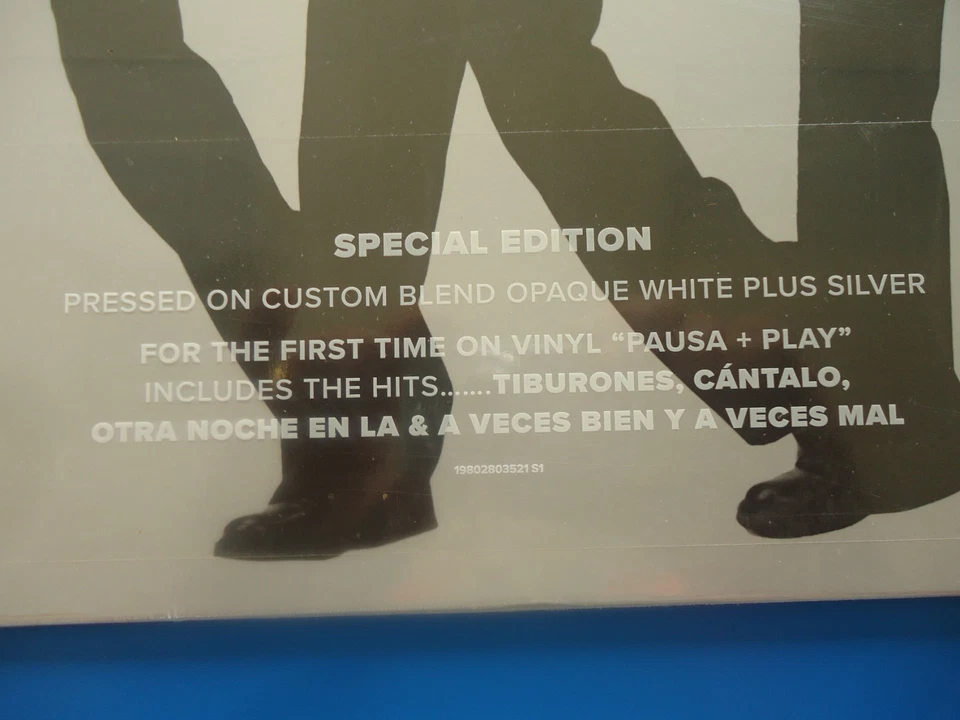 SPECIAL EDITION
PRESSED ON CUSTOM BLEND OPAQUE WHITE PLUS SILVER
FOR THE FIRST TIME ON VINYL “PAUSA + PLAY”
INCLUDES THE HITS.......TIBURONES, CÁNTALO,
OTRA NOCHE EN LA & A VECES BIEN Y A VECES MAL
19802803521 S1